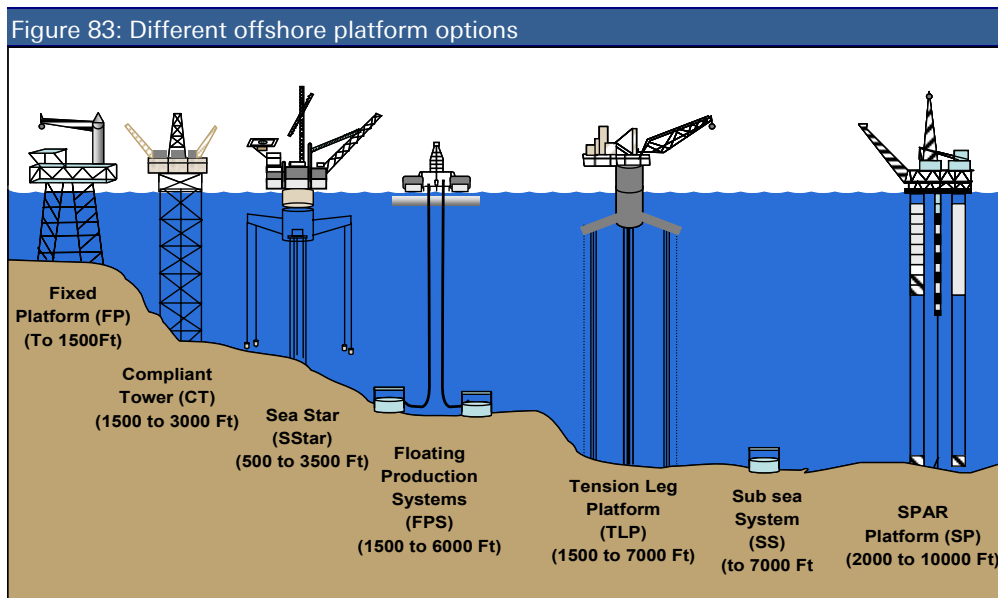 Figure 83: Different offshore platform options
Fixed
Platform (FP)
(To 1500Ft)
Compliant
Tower (CT)
(1500 to 3000 Ft)
Sea Star
(SStar)
(500 to 3500 Ft)
Floating
Production
Systems
(FPS)
(1500 to 6000 Ft)
Tension Leg
Platform
(TLP)
(1500 to 7000 Ft)
Sub sea
System
(SS)
(to 7000 Ft
SPAR
Platform (SP)
(2000 to 10000 Ft)